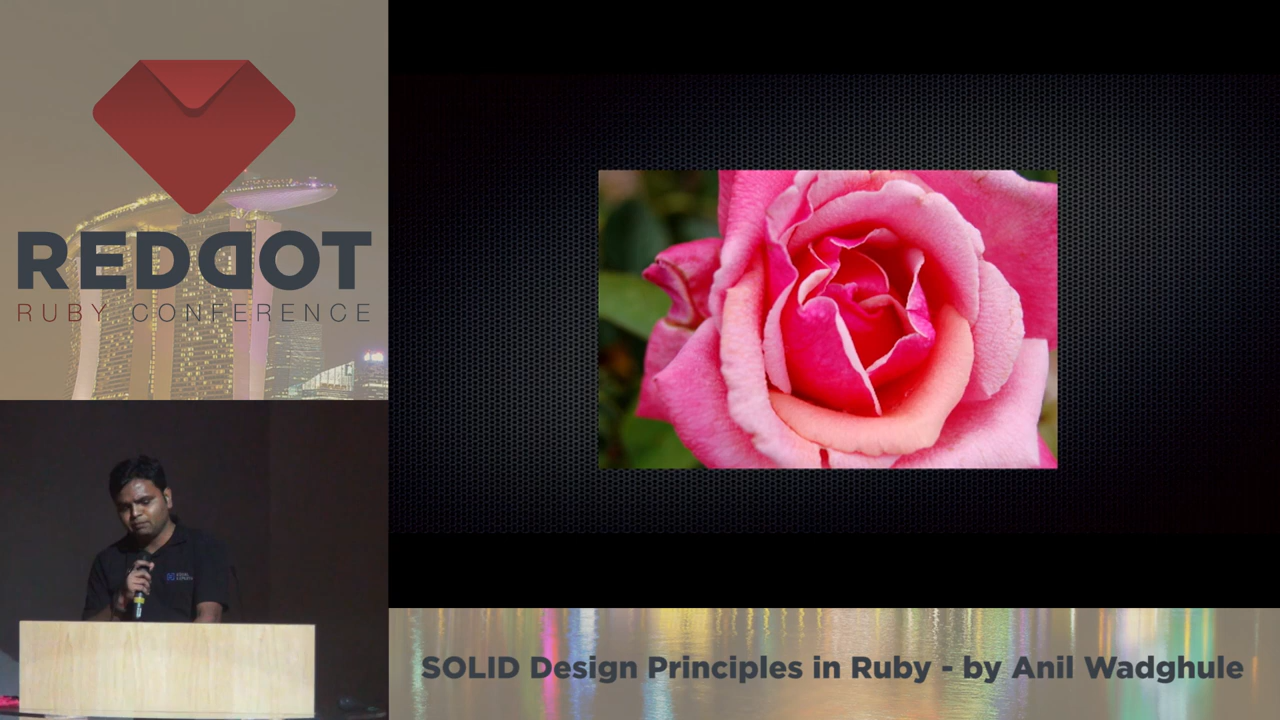 REDDOT
RUBY CONFERENCE
SOLID Design Principles in Ruby - by Anil Wadghule